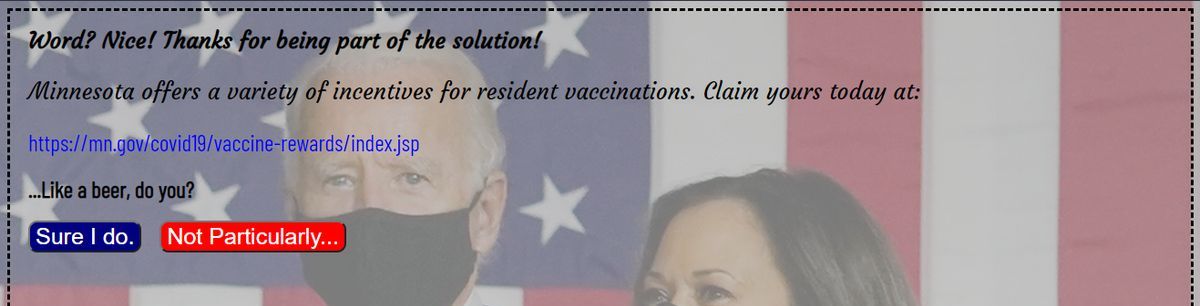 Word? Nice! Thanks for being part of the solution!
Minnesota offers a variety of incentives for resident vaccinations. Claim yours today at:
https://mn.gov/covid19/vaccine-rewards/index.jsp
...Like a beer, do you?
Sure I do. Not Particularly...